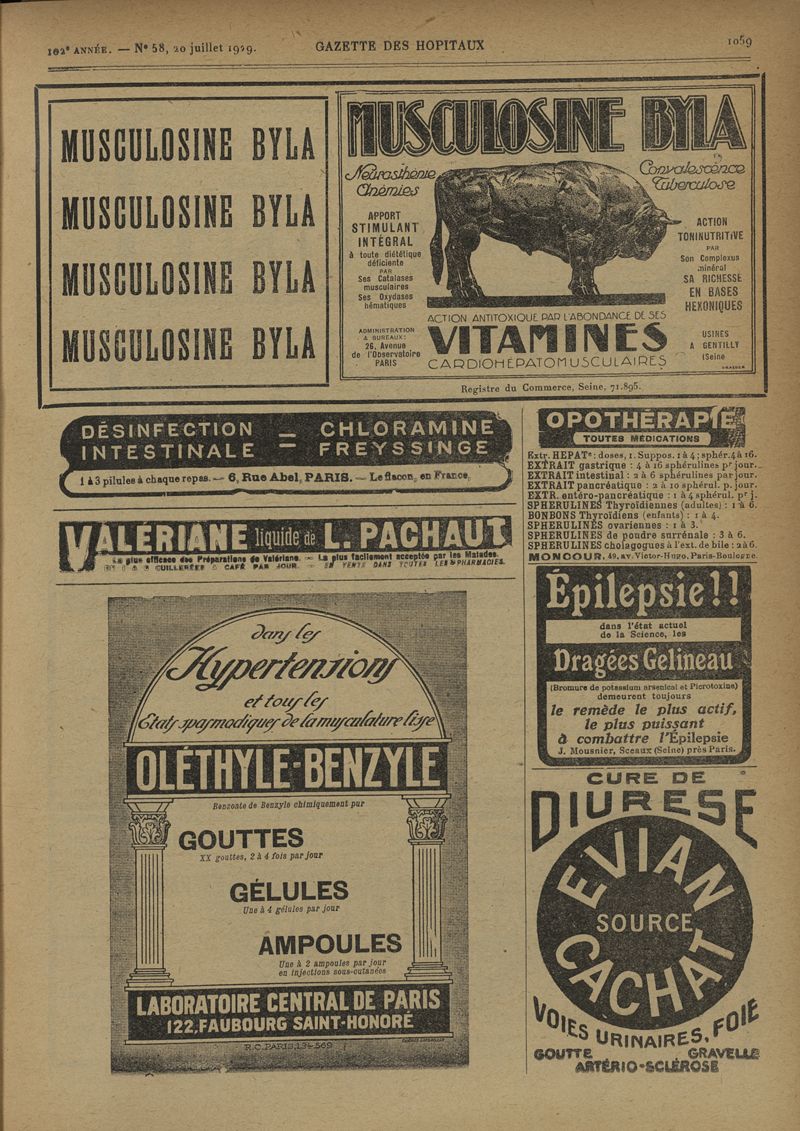 102e ANNÉE. — No 58, 20 juillet 1929.
GAZETTE DES HOPITAUX
1059
MUSCULOSINE BYLA
MUSCULOSINE BYLA
MUSCULOSINE BYLA
MUSCULOSINE BYLA
MUSCULOSINE BYLA
Neurasthénie
Anémies
Convalescence
Tuberculose
APPORT
STIMULANT
INTÉGRAL
à toute diététique
déficiente
PAR
Ses Catalases
musculaires
Ses Oxydases
hématiques
ADMINISTRATION
& BUREAUX:
26, Avenue
de l'Observatoire
PARIS
ACTION
TONINUTRITIVE
PAR
Son Complexus
minéral
SA RICHESSE
EN BASES
HEXONIQUES
USINES
A GENTILLY
(Seine
ACTION ANTITOXIQUE PAR L'ABONDANCE DE SES
VITAMINES
CARDIOHÉPATOMUSCULAIRES
Registre du Commerce, Seine, 71.895.
DÉSINFECTION
INTESTINALE
=
CHLORAMINE
FREYSSINGE
1 à 3 pilules à chaque repas. — 6, Rue Abel, PARIS. — Le flacon, en France,
VALÉRIANE liquide de L. PACHAUT
La plus efficace des Préparations de Valériane. — La plus facilement acceptée par les Malades.
CUILLERÉES à CAFÉ PAR JOUR. — EN VENTE DANS TOUTES LES PHARMACIES.
dans les
Hypertensions
et tous les
États spasmodiques de la musculature lisse
OLÉTHYLE-BENZYLE
Benzoate de Benzyle chimiquement pur
GOUTTES
XX gouttes, 2 à 4 fois par jour
GÉLULES
Une à 4 gélules par jour
AMPOULES
Une à 2 ampoules par jour
en injections sous-cutanées
LABORATOIRE CENTRAL DE PARIS
122, FAUBOURG SAINT-HONORÉ
R.C. PARIS, 134-569
OPOTHÉRAPIE
TOUTES MÉDICATIONS
Extr. HEPATe: doses, 1. Suppos. 1 à 4; sphér. 4 à 16.
EXTRAIT gastrique : 4 à 16 sphérulines pr jour.
EXTRAIT intestinal : 2 à 6 sphérulines par jour.
EXTRAIT pancréatique : 2 à 10 sphérul. p. jour.
EXTR. entéro-pancréatique : 1 à 4 sphérul. pr j.
SPHERULINES Thyroïdiennes (adultes) : 1 à 6.
BONBONS Thyroïdiens (enfants) : 1 à 4.
SPHERULINES ovariennes : 1 à 3.
SPHERULINES de poudre surrénale : 3 à 6.
SPHERULINES cholagogues à l'ext. de bile : 2 à 6.
MONCOUR, 49, av. Victor-Hugo, Paris-Boulogne.
Épilepsie!!
dans l'état actuel
de la Science, les
Dragées Gelineau
(Bromure de potassium arsenical et Picrotoxine)
demeurent toujours
le remède le plus actif,
le plus puissant
à combattre l'Épilepsie
J. Mousnier, Sceaux (Seine) près Paris.
CURE DE
DIURESE
EVIAN
SOURCE
CACHAT
VOIES URINAIRES, FOIE
GOUTTE GRAVELLE
ARTÉRIO-SCLÉROSE